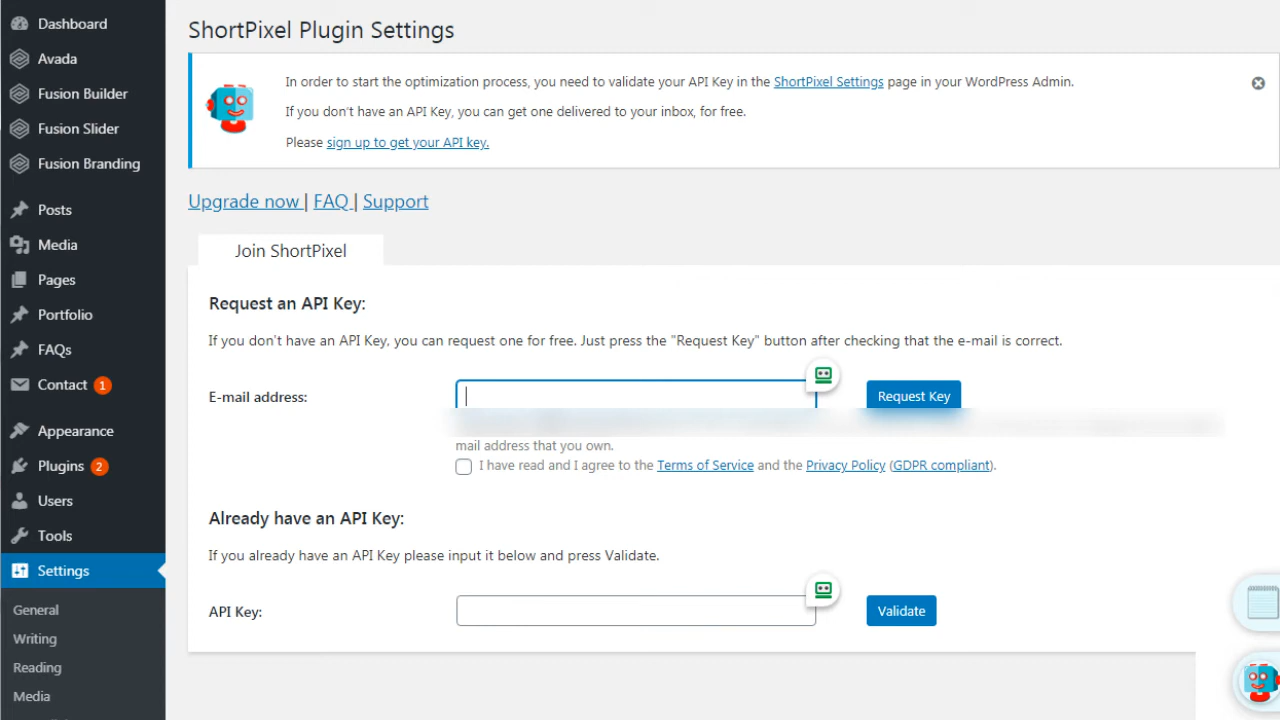 Dashboard
Avada
Fusion Builder
Fusion Slider
Fusion Branding
Posts
Media
Pages
Portfolio
FAQs
Contact 1
Appearance
Plugins 2
Users
Tools
Settings
General
Writing
Reading
Media
ShortPixel Plugin Settings
In order to start the optimization process, you need to validate your API Key in the ShortPixel Settings page in your WordPress Admin.
If you don't have an API Key, you can get one delivered to your inbox, for free.
Please sign up to get your API key.
Upgrade now | FAQ | Support
Join ShortPixel
Request an API Key:
If you don't have an API Key, you can request one for free. Just press the "Request Key" button after checking that the e-mail is correct.
E-mail address:
Request Key
mail address that you own.
I have read and I agree to the Terms of Service and the Privacy Policy (GDPR compliant).
Already have an API Key:
If you already have an API Key please input it below and press Validate.
API Key:
Validate